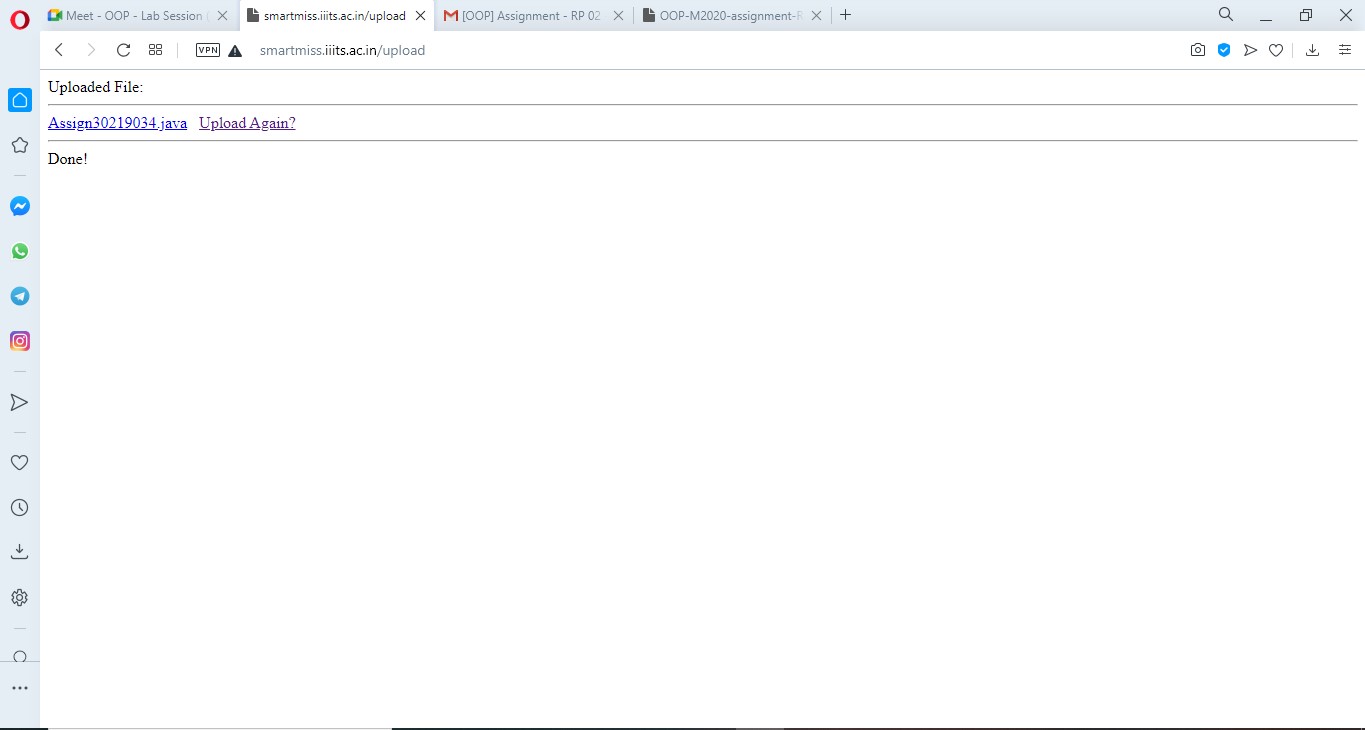 Meet - OOP - Lab Session
smartmiss.iiits.ac.in/upload
[OOP] Assignment - RP 02
OOP-M2020-assignment-R
VPN
smartmiss.iiits.ac.in/upload
Uploaded File:
Assign30219034.java Upload Again?
Done!